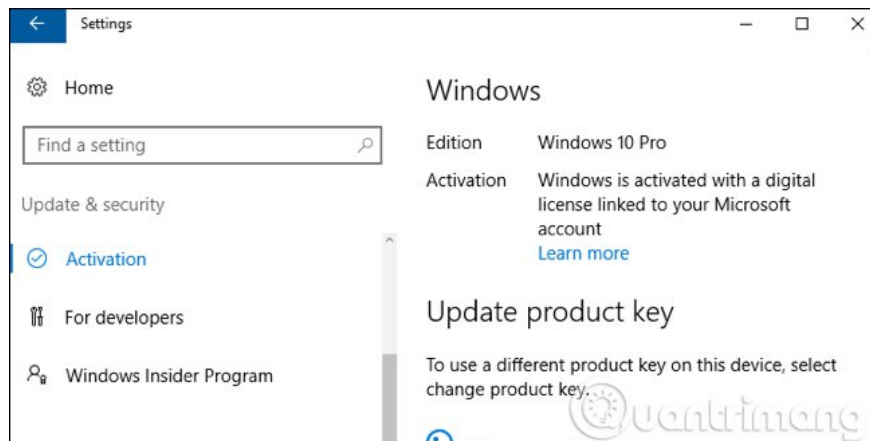 Settings
Home
Find a setting
Update & security
Activation
For developers
Windows Insider Program
Windows
Edition Windows 10 Pro
Activation Windows is activated with a digital
license linked to your Microsoft
account
Learn more
Update product key
To use a different product key on this device, select
change product key.
Quantrimang